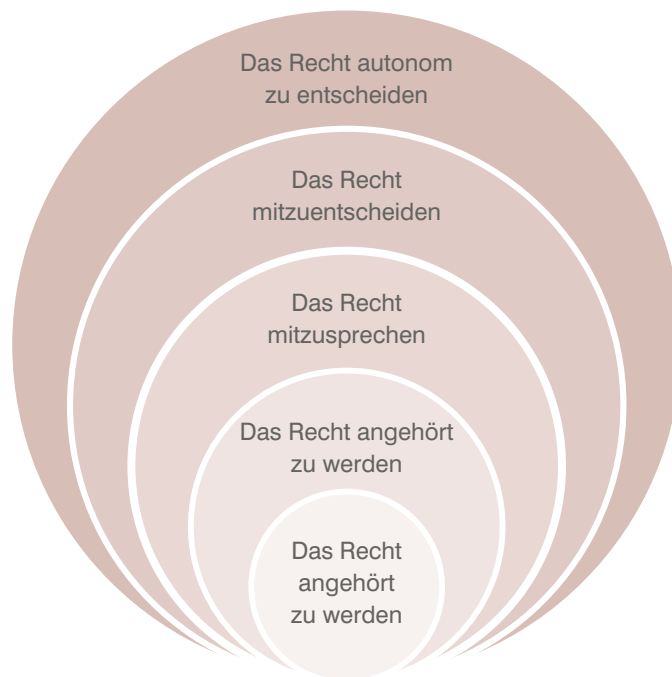 Das Recht autonom
zu entscheiden
Das Recht
mitzuentscheiden
Das Recht
mitzusprechen
Das Recht angehört
zu werden
Das Recht
angehört
zu werden